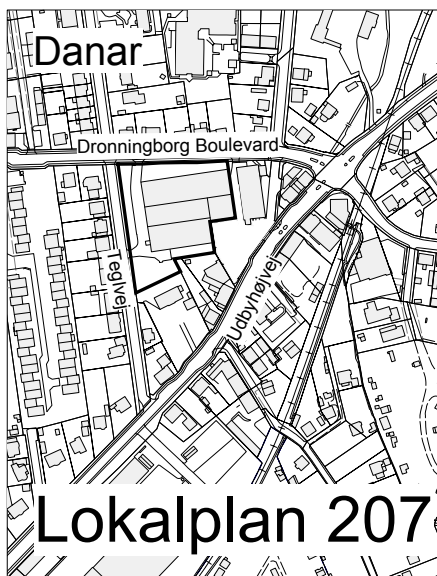 Danar
Dronningborg Boulevard
Teglvej
Udbyhøjvej
Lokalplan 207